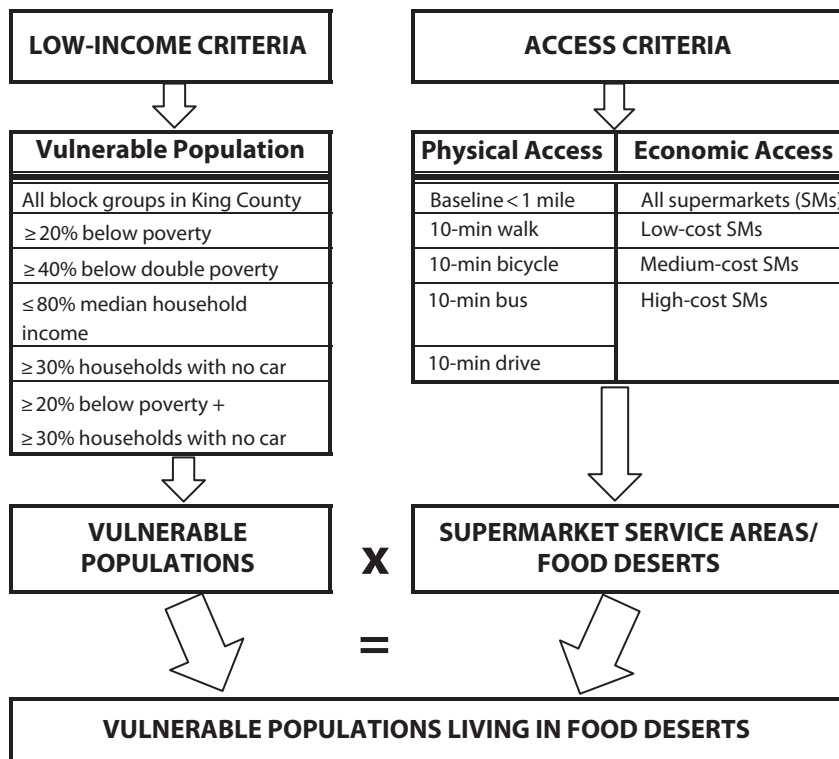 LOW-INCOME CRITERIA
ACCESS CRITERIA
Vulnerable Population
Physical Access
Economic Access
All block groups in King County
≥20% below poverty
≥40% below double poverty
≤80% median household
income
≥30% households with no car
≥20% below poverty +
≥30% households with no car
Baseline<1 mile
All supermarkets (SMs)
10-min walk
Low-cost SMs
10-min bicycle
Medium-cost SMs
10-min bus
High-cost SMs
10-min drive
VULNERABLE
POPULATIONS
x
SUPERMARKET SERVICE AREAS/
FOOD DESERTS
=
VULNERABLE POPULATIONS LIVING IN FOOD DESERTS